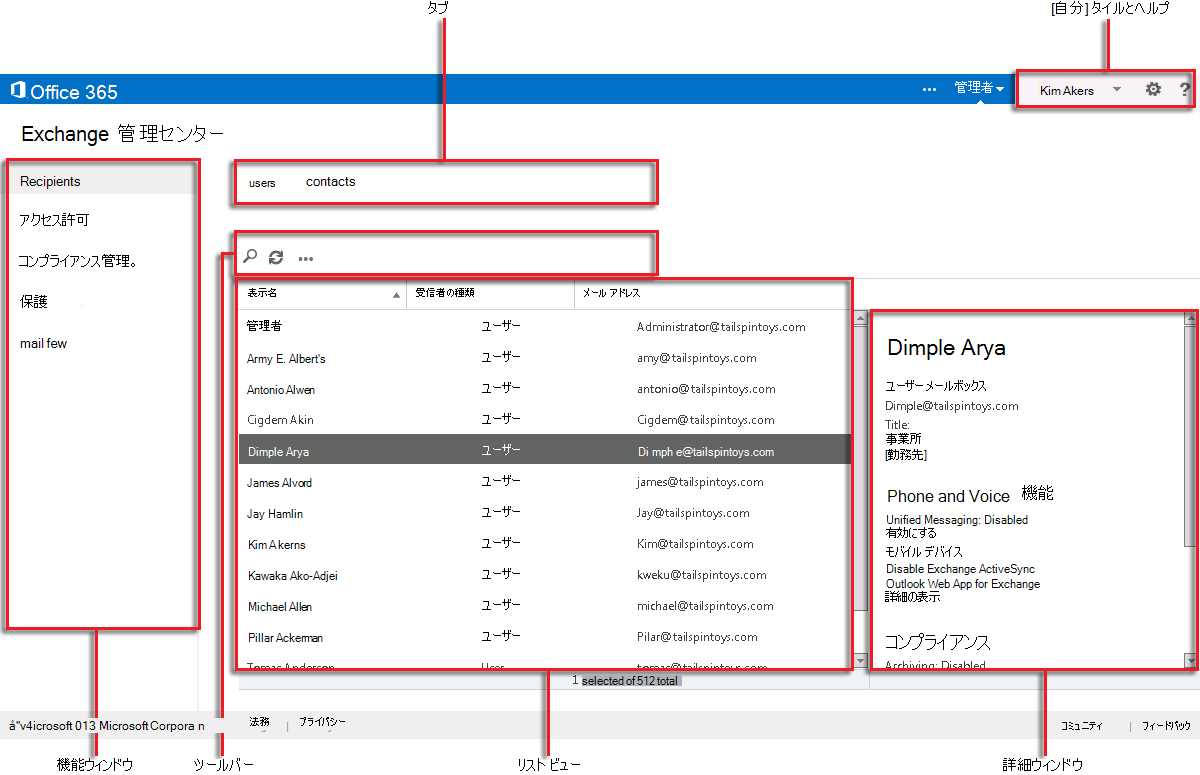 タブ
[自分] タイルとヘルプ
Office 365
管理者
Kim Akers
?
Exchange 管理センター
Recipients
アクセス許可
コンプライアンス管理。
保護
mail few
users contacts
表示名 受信者の種類 メール アドレス
管理者 ユーザー Administrator@tailspintoys.com
Army E. Albert's ユーザー amy@tailspintoys.com
Antonio Alwen ユーザー antonio@tailspintoys.com
Cigdem Akin ユーザー Cigdem@tailspintoys.com
Dimple Arya ユーザー Di mph e@tailspintoys.com
James Alvord ユーザー james@tailspintoys.com
Jay Hamlin ユーザー Jay@tailspintoys.com
Kim Akerns ユーザー Kim@tailspintoys.com
Kawaka Ako-Adjei ユーザー kweku@tailspintoys.com
Michael Allen ユーザー michael@tailspintoys.com
Pillar Ackerman ユーザー Pilar@tailspintoys.com
Tomas Anderson User tomas@tailspintoys.com
1 selected of 512 total
Dimple Arya
ユーザーメールボックス
Dimple@tailspintoys.com
Title:
事業所
[勤務先]
Phone and Voice 機能
Unified Messaging: Disabled
有効にする
モバイル デバイス
Disable Exchange ActiveSync
Outlook Web App for Exchange
詳細の表示
コンプライアンス
Archiving: Disabled
å"v4icrosoft 013 Microsoft Corpora n
法務 | プライバシー
コミュニティ | フィードバック
機能ウィンドウ
ツールバー
リスト ビュー
詳細ウィンドウ